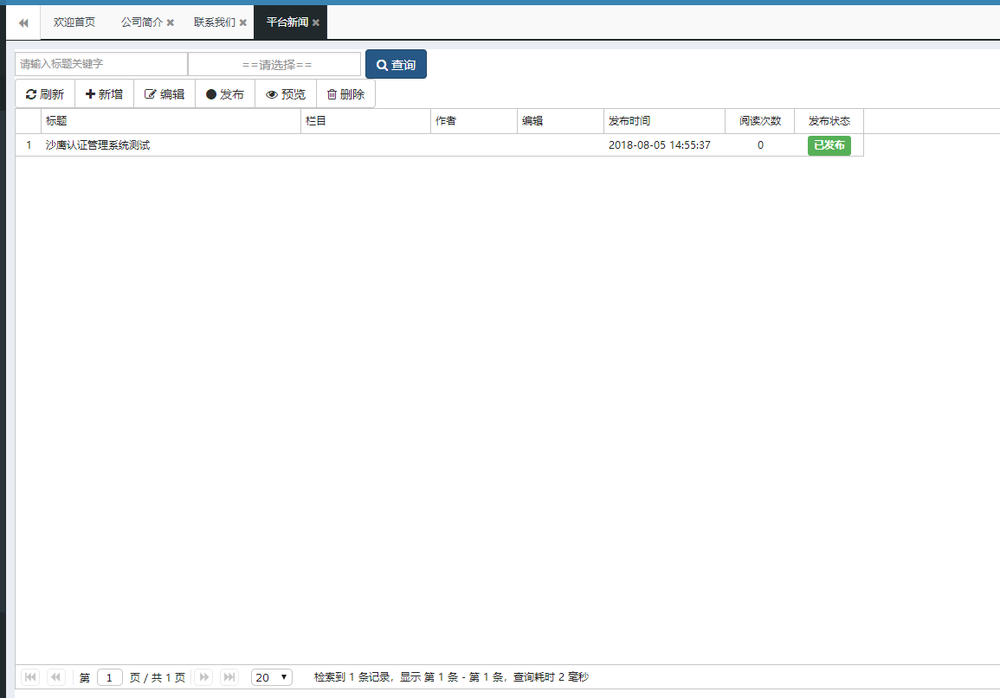 欢迎首页 公司简介 联系我们 平台新闻
请输入标题关键字 ==请选择== 查询
刷新 新增 编辑 发布 预览 删除
标题 栏目 作者 编辑 发布时间 阅读次数 发布状态
1 沙鹰认证管理系统测试 2018-08-05 14:55:37 0 已发布
第 1 页 / 共 1 页 20 检索到 1 条记录，显示 第 1 条 - 第 1 条，查询耗时 2 毫秒